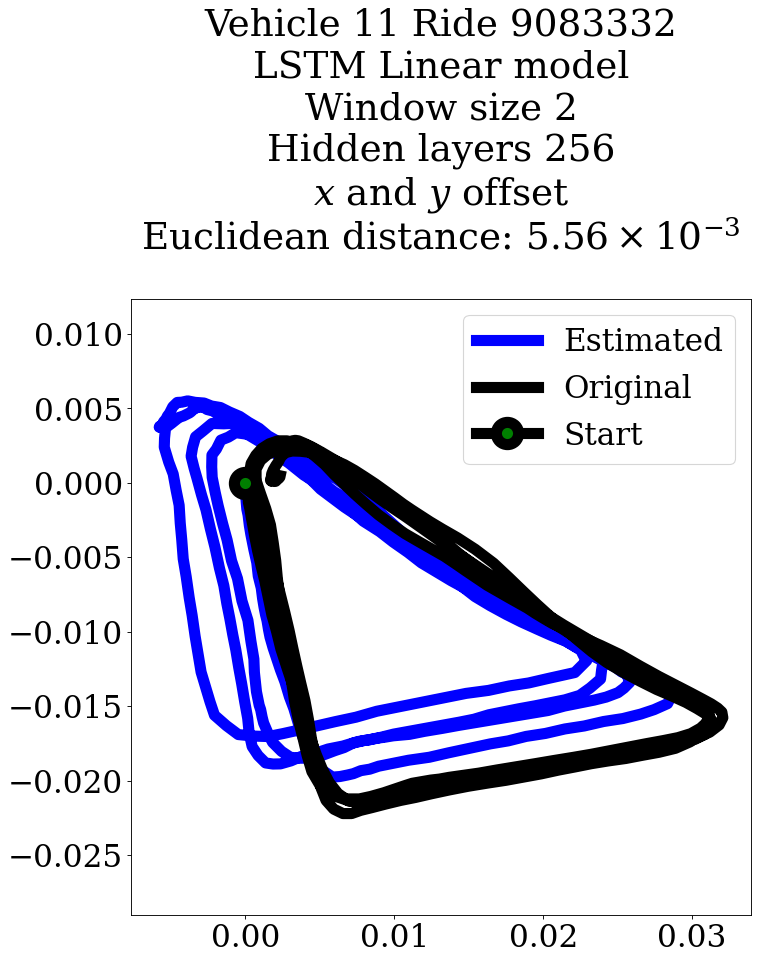 Vehicle 11 Ride 9083332
LSTM Linear model
Window size 2
Hidden layers 256
x and y offset
Euclidean distance: 5.56 × 10⁻³
Estimated
Original
Start
0.010
0.005
0.000
−0.005
−0.010
−0.015
−0.020
−0.025
0.00 0.01 0.02 0.03